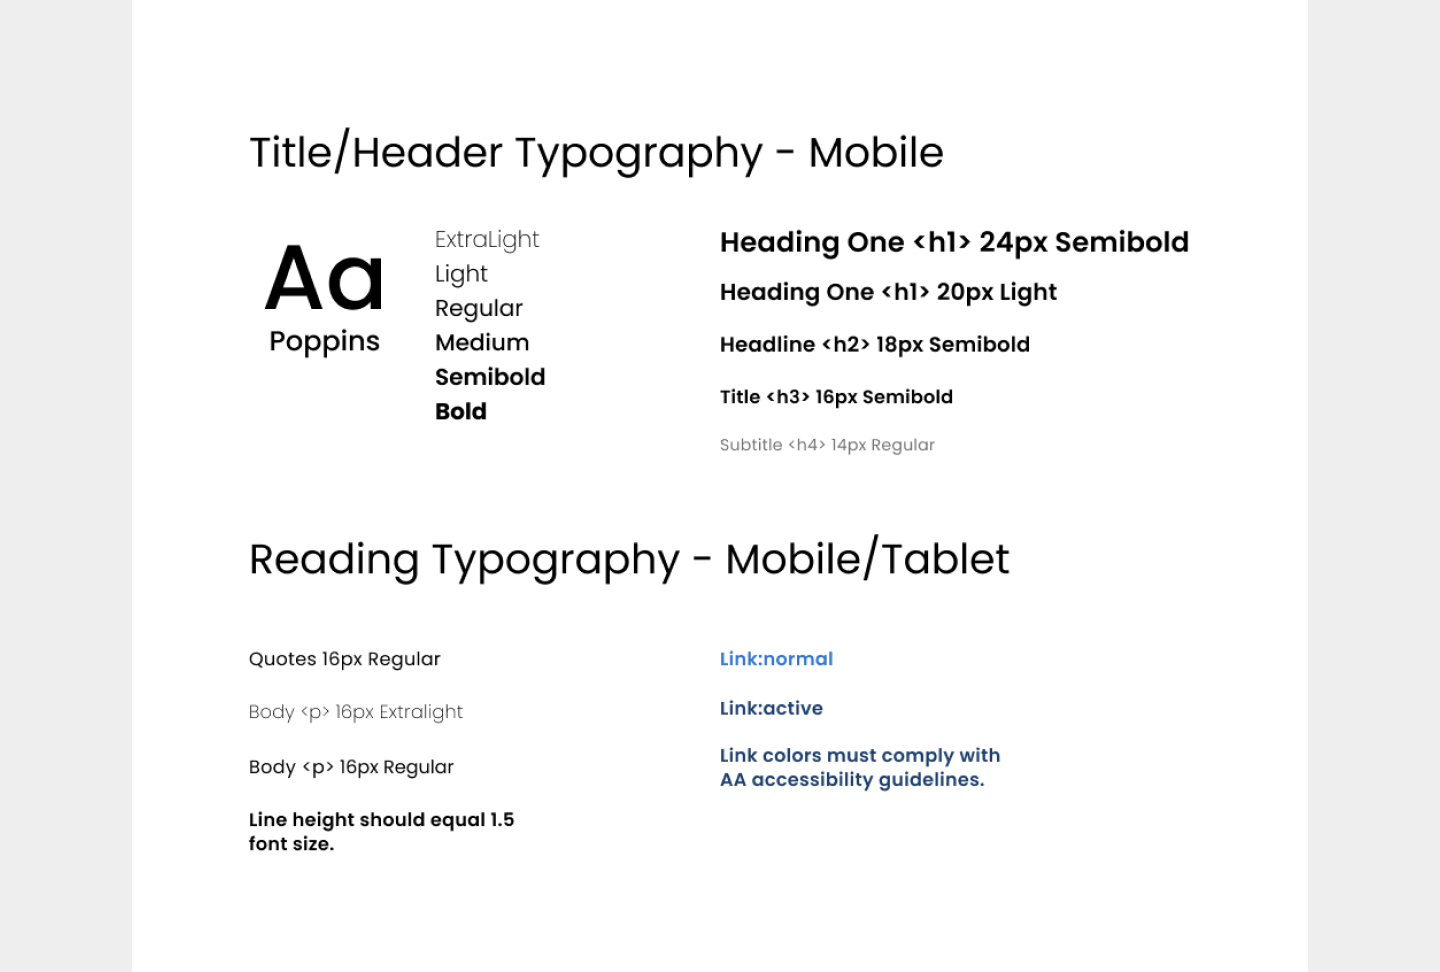 Title/Header Typography - Mobile
Aa
Poppins
ExtraLight
Light
Regular
Medium
Semibold
Bold
Heading One <h1> 24px Semibold
Heading One <h1> 20px Light
Headline <h2> 18px Semibold
Title <h3> 16px Semibold
Subtitle <h4> 14px Regular
Reading Typography - Mobile/Tablet
Quotes 16px Regular
Body <p> 16px Extralight
Body <p> 16px Regular
Line height should equal 1.5
font size.
Link:normal
Link:active
Link colors must comply with
AA accessibility guidelines.